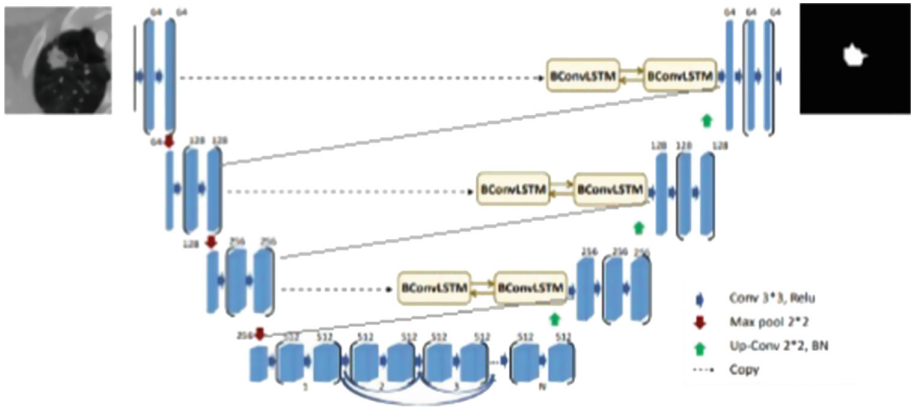 64 64
64 64 64
BConvLSTM BConvLSTM
64 128 128
128 128 128
BConvLSTM BConvLSTM
128 256 256
256 256 256
BConvLSTM BConvLSTM
Conv 3*3, Relu
Max pool 2*2
Up-Conv 2*2, BN
Copy
256 512 512 512 512 512 512 512 512
1 2 3 N